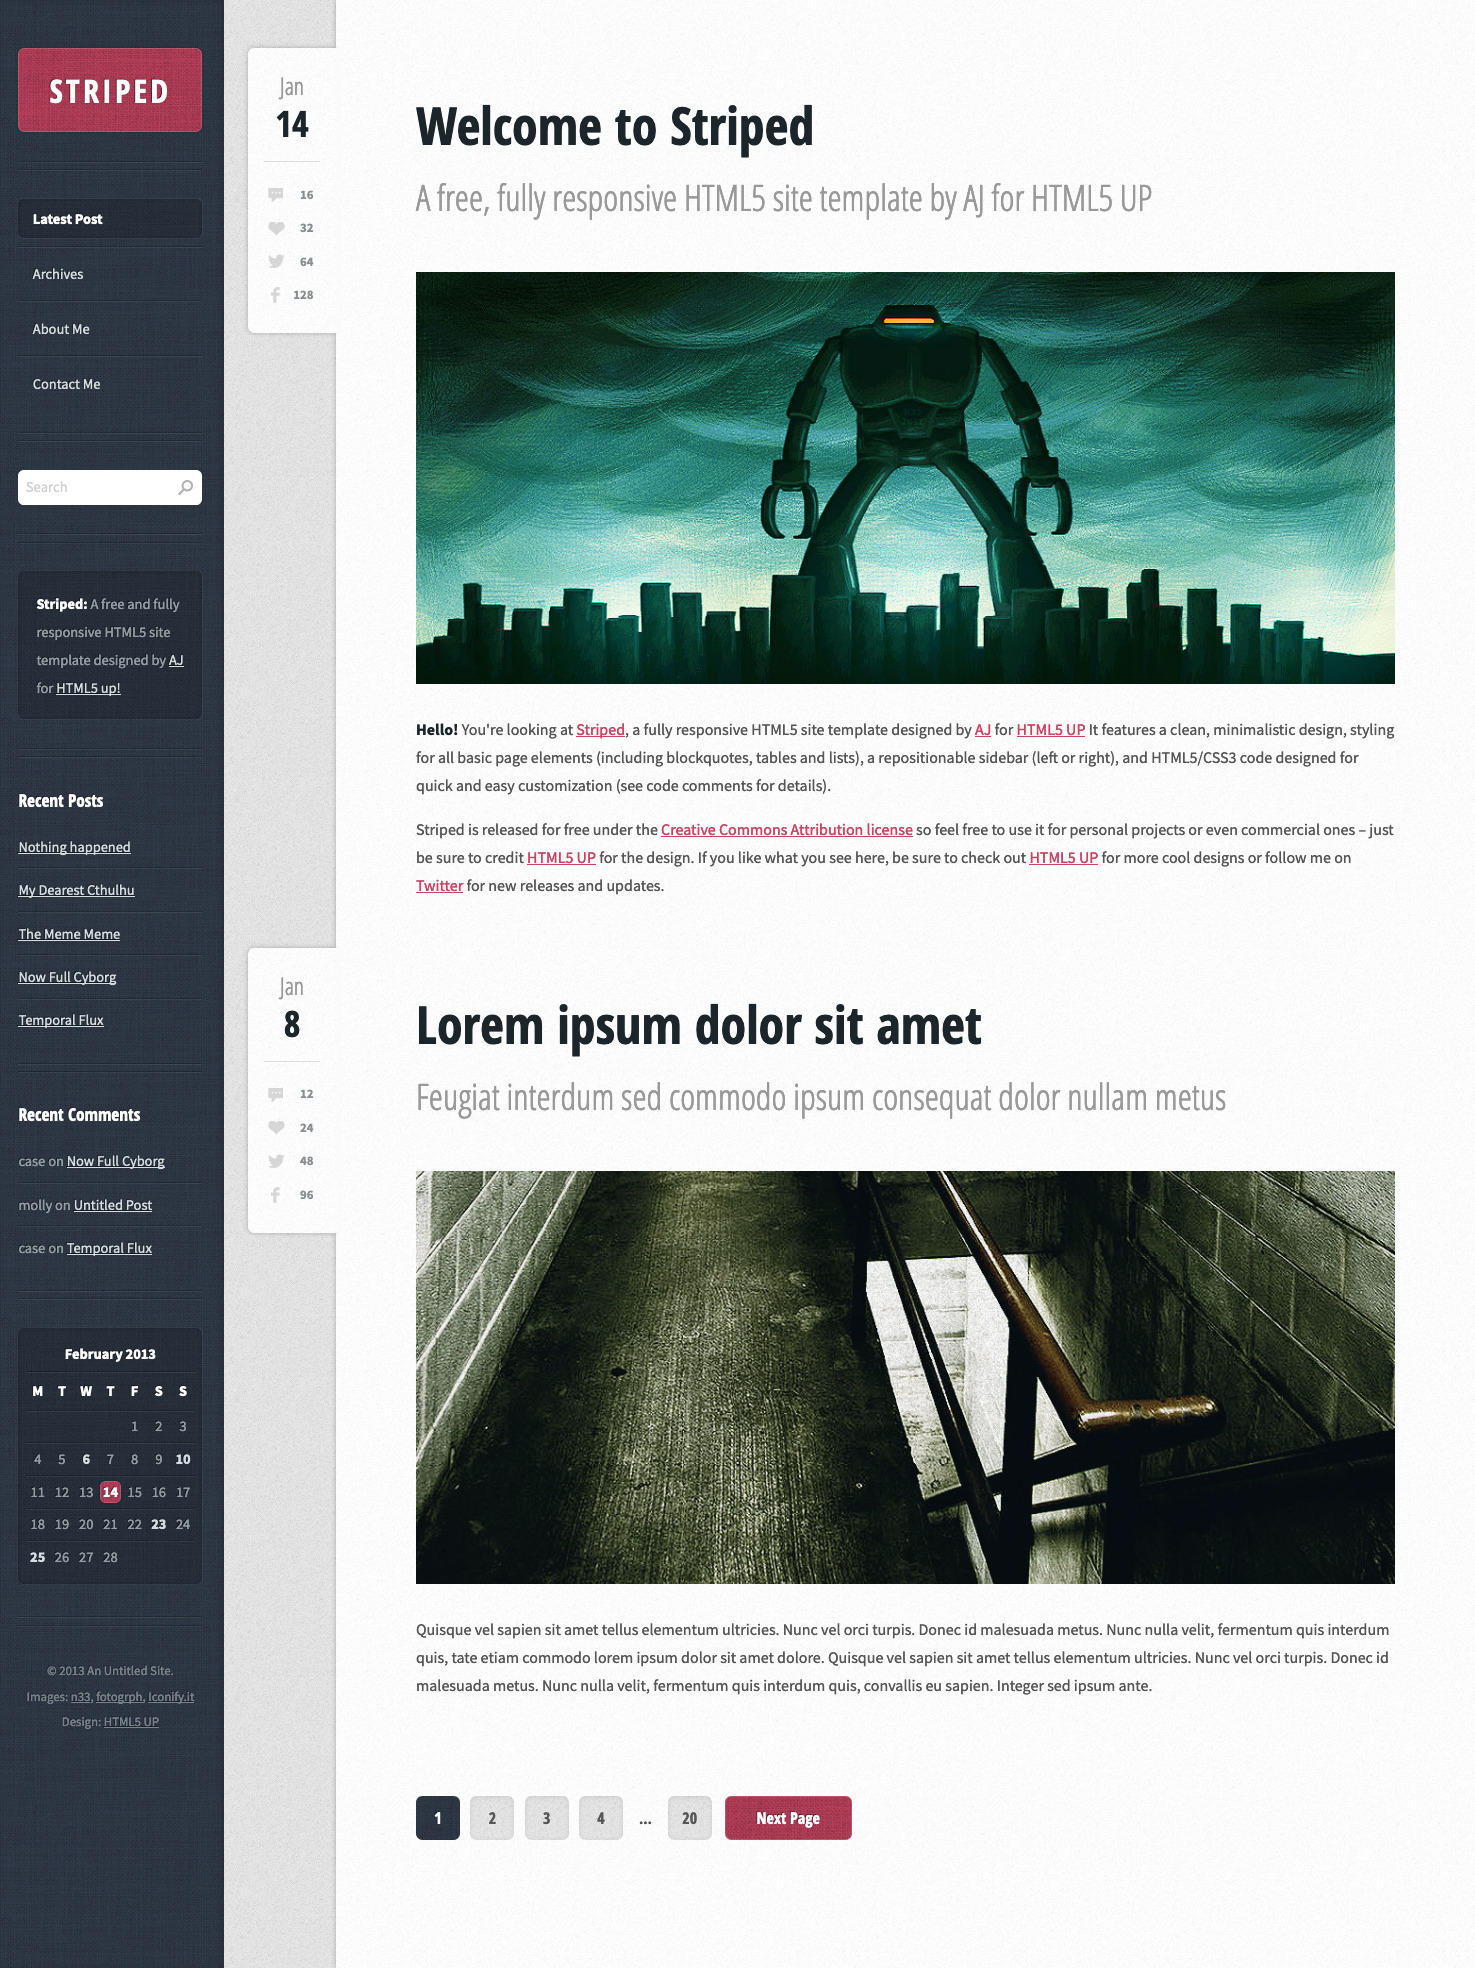 STRIPED
Latest Post
Archives
About Me
Contact Me
Search
Striped: A free and fully
responsive HTML5 site
template designed by AJ
for HTML5 up!
Recent Posts
Nothing happened
My Dearest Cthulhu
The Meme Meme
Now Full Cyborg
Temporal Flux
Recent Comments
case on Now Full Cyborg
molly on Untitled Post
case on Temporal Flux
February 2013
M T W T F S S
1 2 3
4 5 6 7 8 9 10
11 12 13 14 15 16 17
18 19 20 21 22 23 24
25 26 27 28
© 2013 An Untitled Site.
Images: n33, fotogrph, Iconify.it
Design: HTML5 UP
Jan
14
16
32
64
128
Welcome to Striped
A free, fully responsive HTML5 site template by AJ for HTML5 UP
Hello! You're looking at Striped, a fully responsive HTML5 site template designed by AJ for HTML5 UP It features a clean, minimalistic design, styling
for all basic page elements (including blockquotes, tables and lists), a repositionable sidebar (left or right), and HTML5/CSS3 code designed for
quick and easy customization (see code comments for details).
Striped is released for free under the Creative Commons Attribution license so feel free to use it for personal projects or even commercial ones – just
be sure to credit HTML5 UP for the design. If you like what you see here, be sure to check out HTML5 UP for more cool designs or follow me on
Twitter for new releases and updates.
Jan
8
12
24
48
96
Lorem ipsum dolor sit amet
Feugiat interdum sed commodo ipsum consequat dolor nullam metus
Quisque vel sapien sit amet tellus elementum ultricies. Nunc vel orci turpis. Donec id malesuada metus. Nunc nulla velit, fermentum quis interdum
quis, tate etiam commodo lorem ipsum dolor sit amet dolore. Quisque vel sapien sit amet tellus elementum ultricies. Nunc vel orci turpis. Donec id
malesuada metus. Nunc nulla velit, fermentum quis interdum quis, convallis eu sapien. Integer sed ipsum ante.
1 2 3 4 ... 20 Next Page